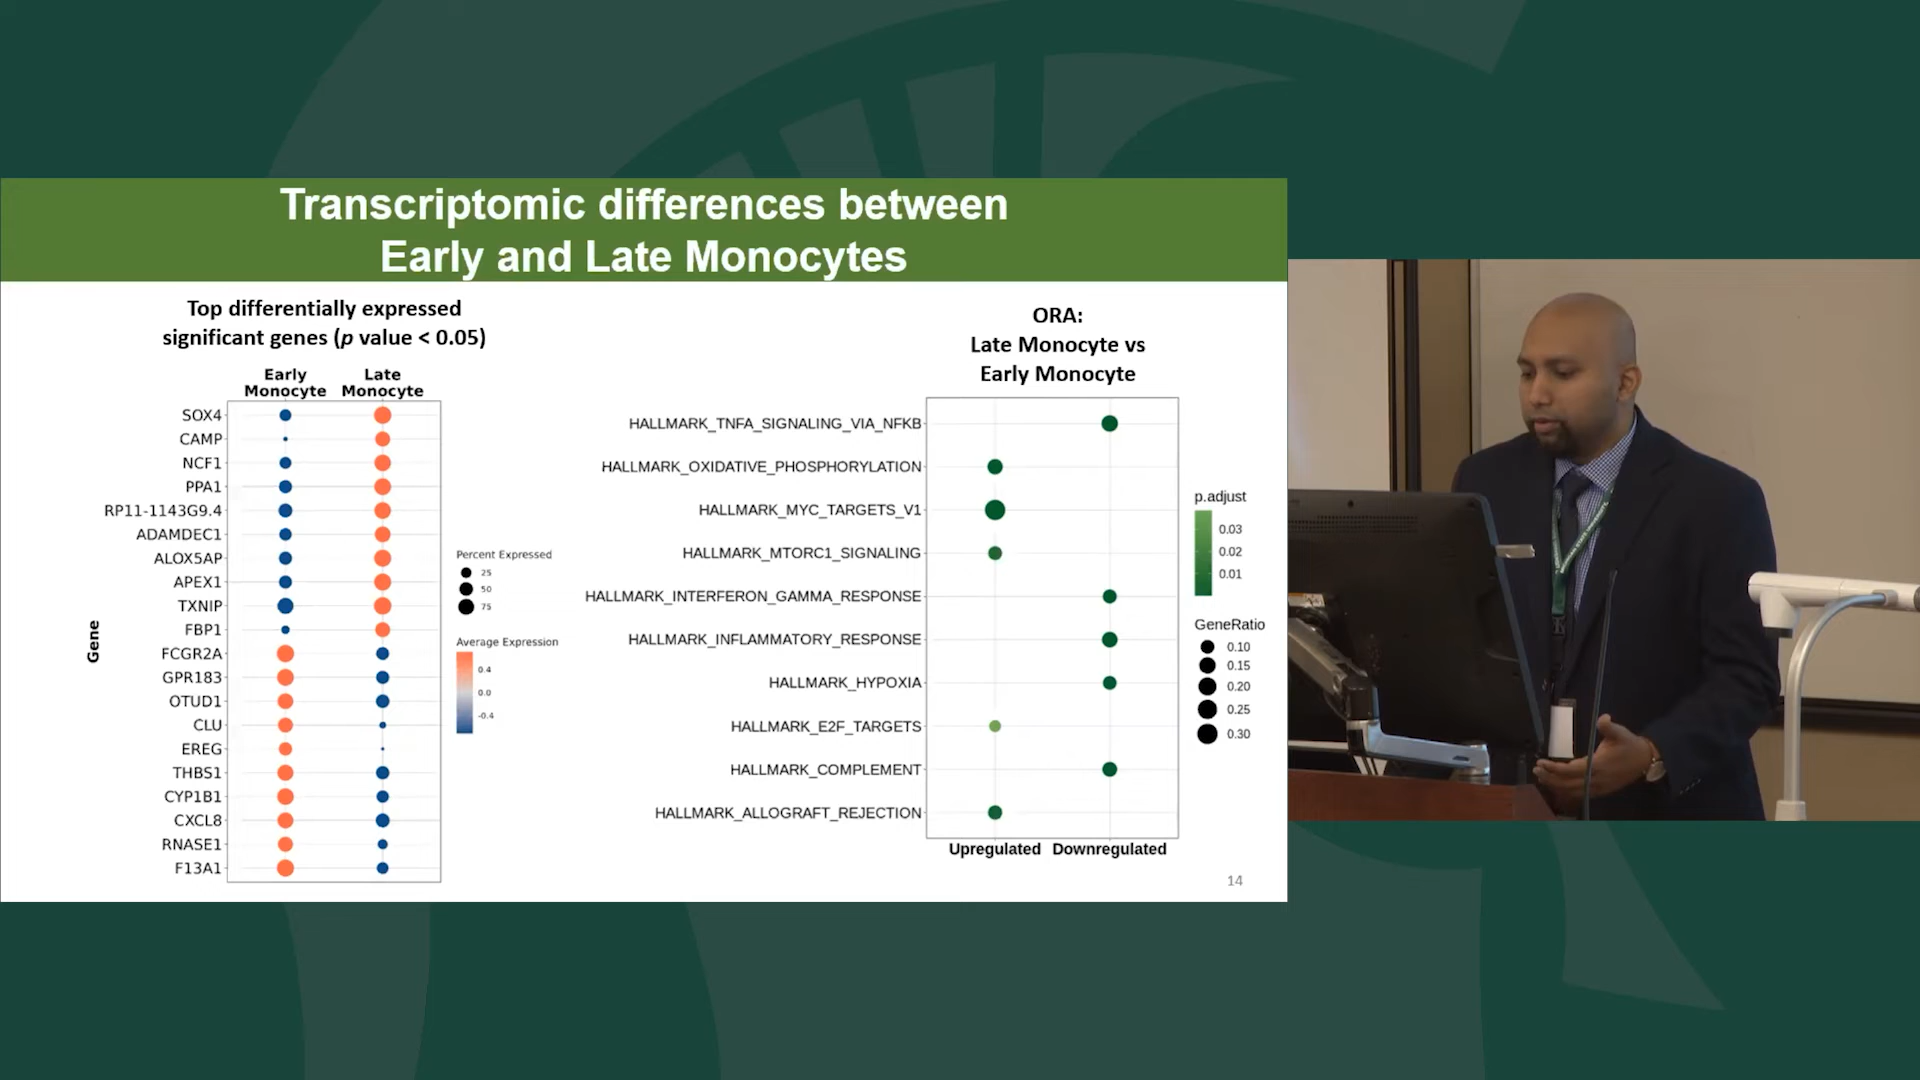 Transcriptomic differences between
Early and Late Monocytes
Top differentially expressed
significant genes (p value < 0.05)
Early
Monocyte
Late
Monocyte
Gene
SOX4
CAMP
NCF1
PPA1
RP11-1143G9.4
ADAMDEC1
ALOX5AP
APEX1
TXNIP
FBP1
FCGR2A
GPR183
OTUD1
CLU
EREG
THBS1
CYP1B1
CXCL8
RNASE1
F13A1
Percent Expressed
25
50
75
Average Expression
0.4
0.0
-0.4
ORA:
Late Monocyte vs
Early Monocyte
HALLMARK_TNFA_SIGNALING_VIA_NFKB
HALLMARK_OXIDATIVE_PHOSPHORYLATION
HALLMARK_MYC_TARGETS_V1
HALLMARK_MTORC1_SIGNALING
HALLMARK_INTERFERON_GAMMA_RESPONSE
HALLMARK_INFLAMMATORY_RESPONSE
HALLMARK_HYPOXIA
HALLMARK_E2F_TARGETS
HALLMARK_COMPLEMENT
HALLMARK_ALLOGRAFT_REJECTION
Upregulated Downregulated
p.adjust
0.03
0.02
0.01
GeneRatio
0.10
0.15
0.20
0.25
0.30
14